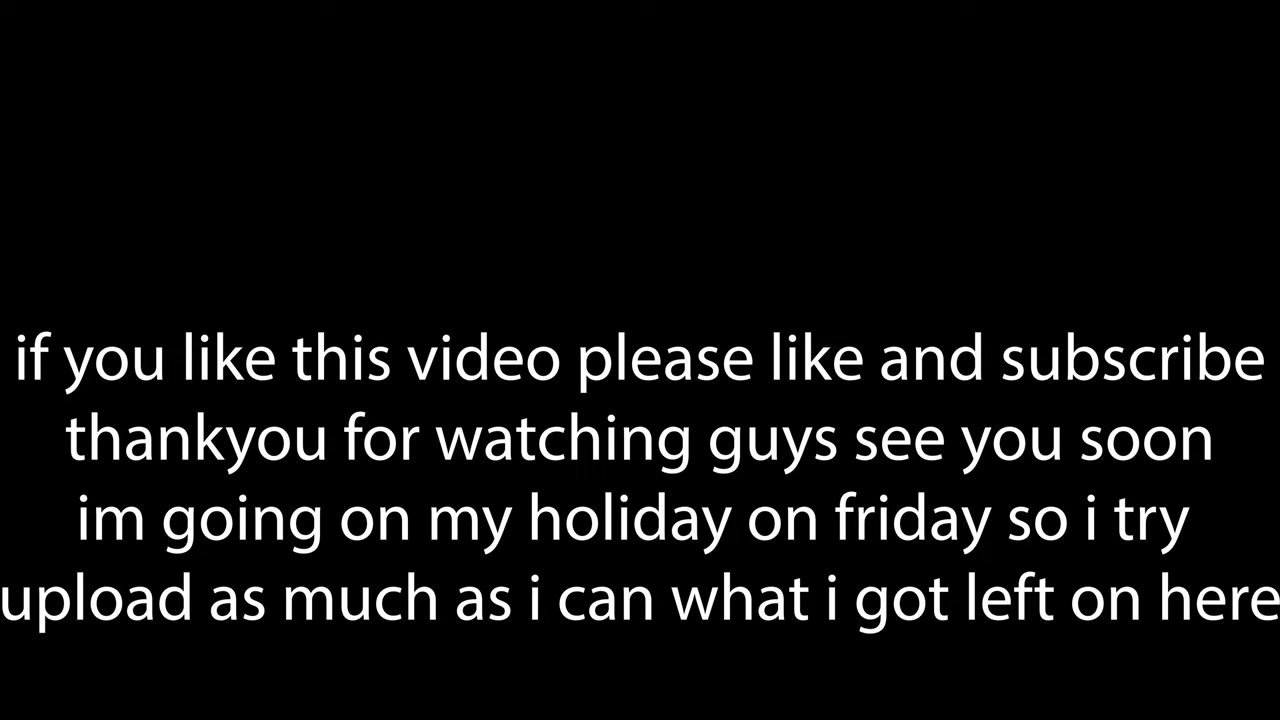 if you like this video please like and subscribe
thankyou for watching guys see you soon
im going on my holiday on friday so i try
upload as much as i can what i got left on here